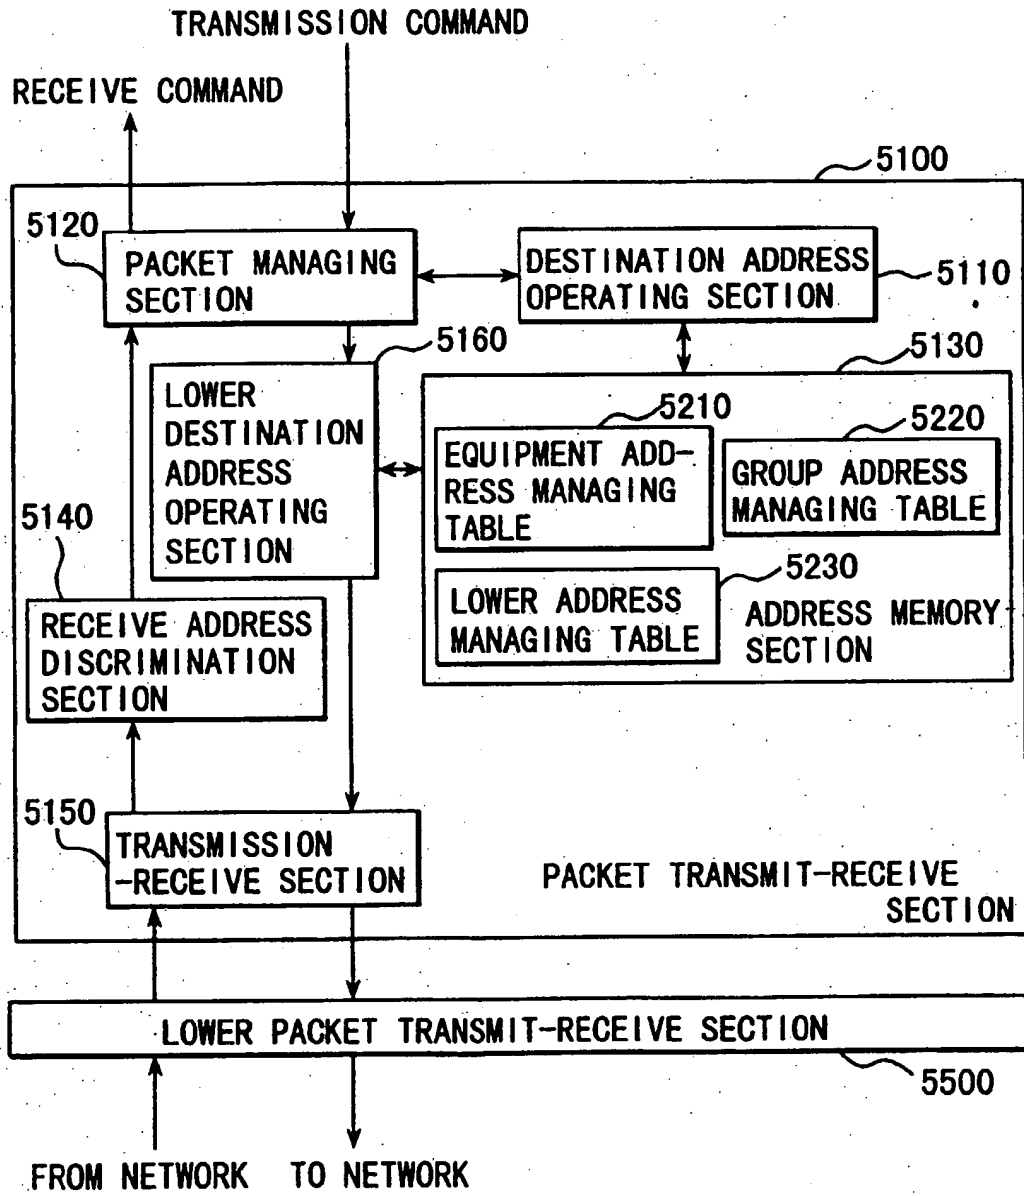 TRANSMISSION COMMAND
RECEIVE COMMAND
5100
5120
PACKET MANAGING
SECTION
DESTINATION ADDRESS
OPERATING SECTION
5110
5160
5130
LOWER
DESTINATION
ADDRESS
OPERATING
SECTION
5210
EQUIPMENT ADD-
RESS MANAGING
TABLE
5220
GROUP ADDRESS
MANAGING TABLE
5140
5230
LOWER ADDRESS
MANAGING TABLE
ADDRESS MEMORY
SECTION
RECEIVE ADDRESS
DISCRIMINATION
SECTION
5150
TRANSMISSION
-RECEIVE SECTION
PACKET TRANSMIT-RECEIVE
SECTION
LOWER PACKET TRANSMIT-RECEIVE SECTION
5500
FROM NETWORK
TO NETWORK